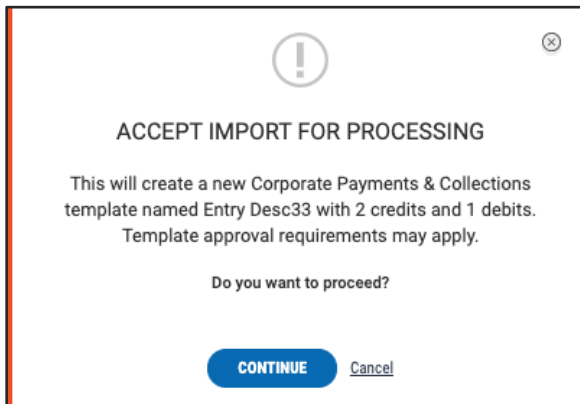 ACCEPT IMPORT FOR PROCESSING
This will create a new Corporate Payments & Collections
template named Entry Desc33 with 2 credits and 1 debits.
Template approval requirements may apply.
Do you want to proceed?
CONTINUE Cancel